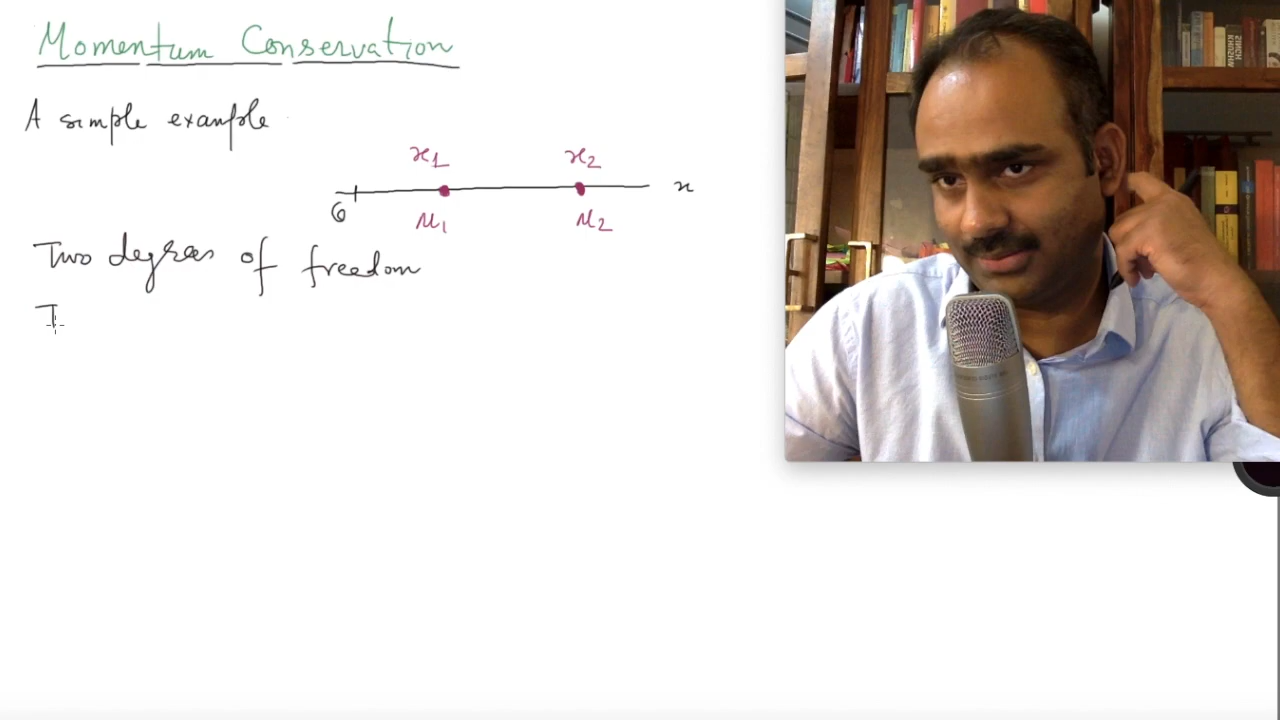 Momentum Conservation
A simple example
x1 x2
x
0
M1 M2
Two degrees of freedom
T